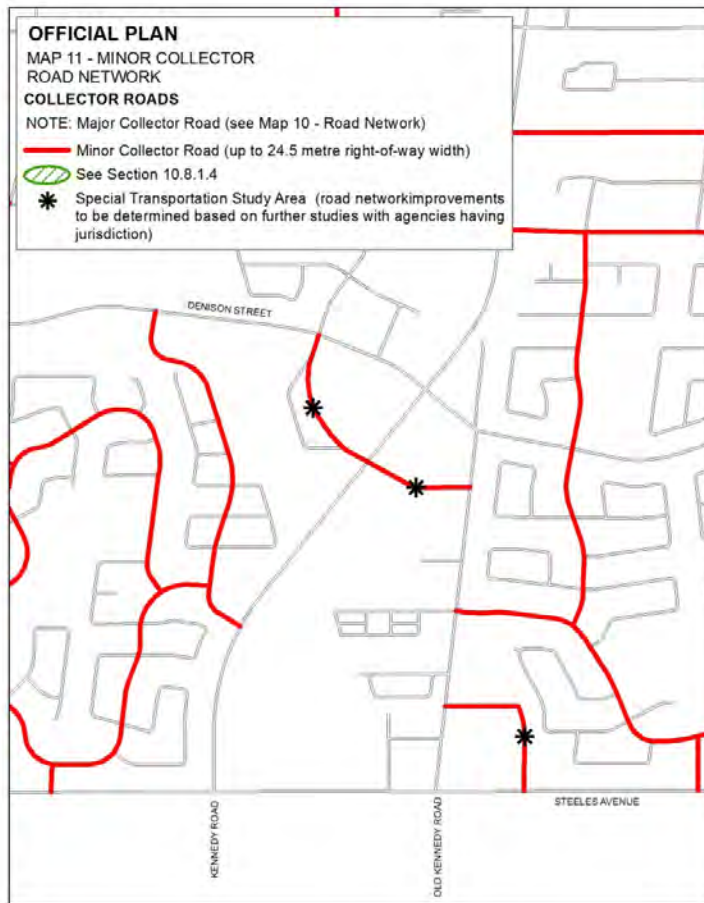 OFFICIAL PLAN
MAP 11 - MINOR COLLECTOR
ROAD NETWORK
COLLECTOR ROADS
NOTE: Major Collector Road (see Map 10 - Road Network)
Minor Collector Road (up to 24.5 metre right-of-way width)
See Section 10.8.1.4
Special Transportation Study Area (road networkimprovements
to be determined based on further studies with agencies having
jurisdiction)
DENISON STREET
STEELES AVENUE
KENNEDY ROAD
OLD KENNEDY ROAD